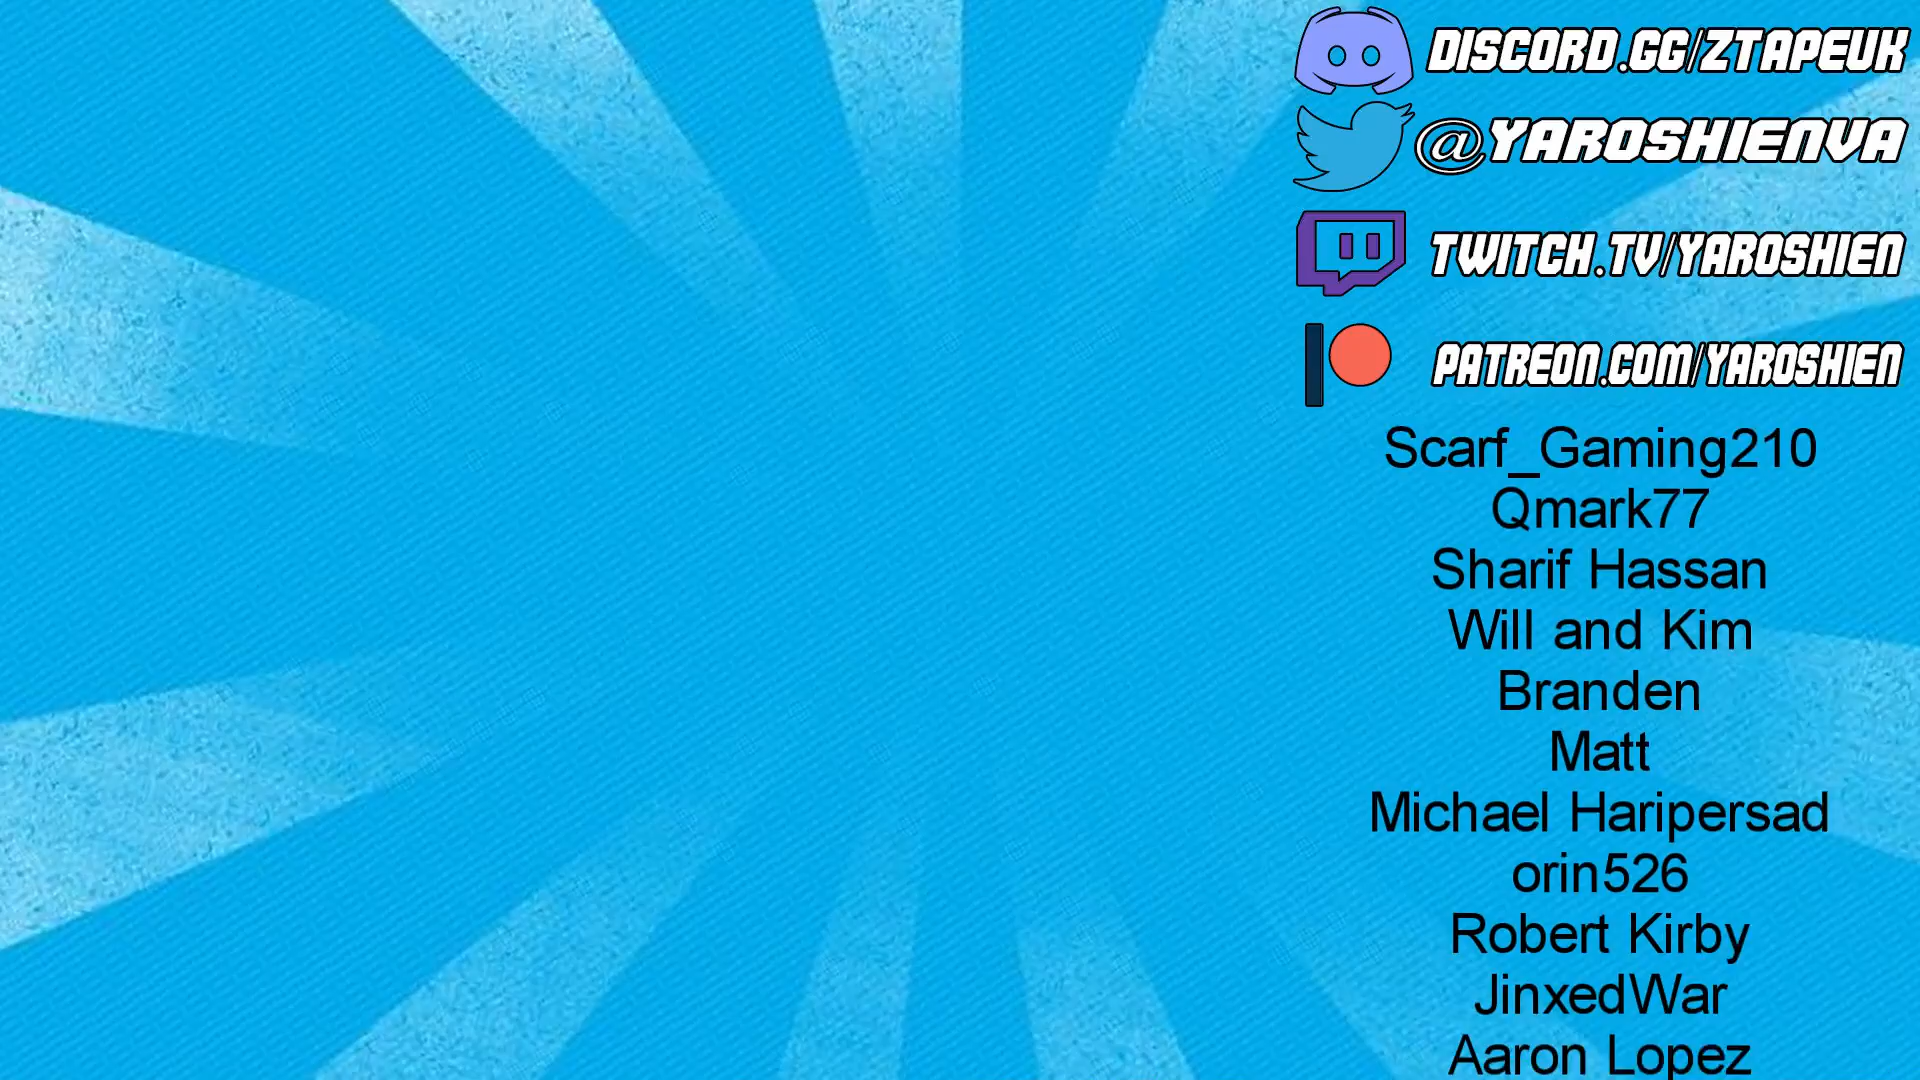 DISCORD.GG/ZTAPEUK
@YAROSHIENVA
TWITCH.TV/YAROSHIEN
PATREON.COM/YAROSHIEN
Scarf_Gaming210
Qmark77
Sharif Hassan
Will and Kim
Branden
Matt
Michael Haripersad
orin526
Robert Kirby
JinxedWar
Aaron Lopez